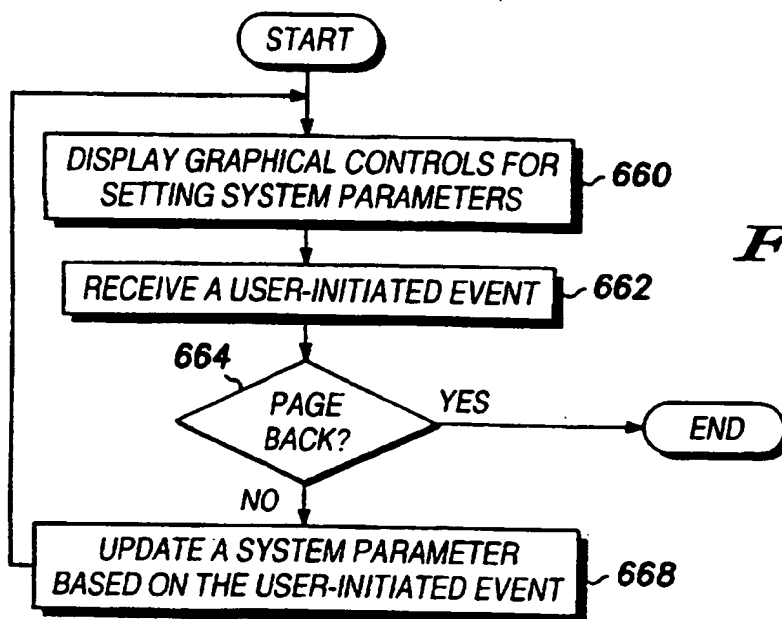 START
DISPLAY GRAPHICAL CONTROLS FOR
SETTING SYSTEM PARAMETERS
660
F
RECEIVE A USER-INITIATED EVENT
662
664
PAGE
BACK?
YES
END
NO
UPDATE A SYSTEM PARAMETER
BASED ON THE USER-INITIATED EVENT
668